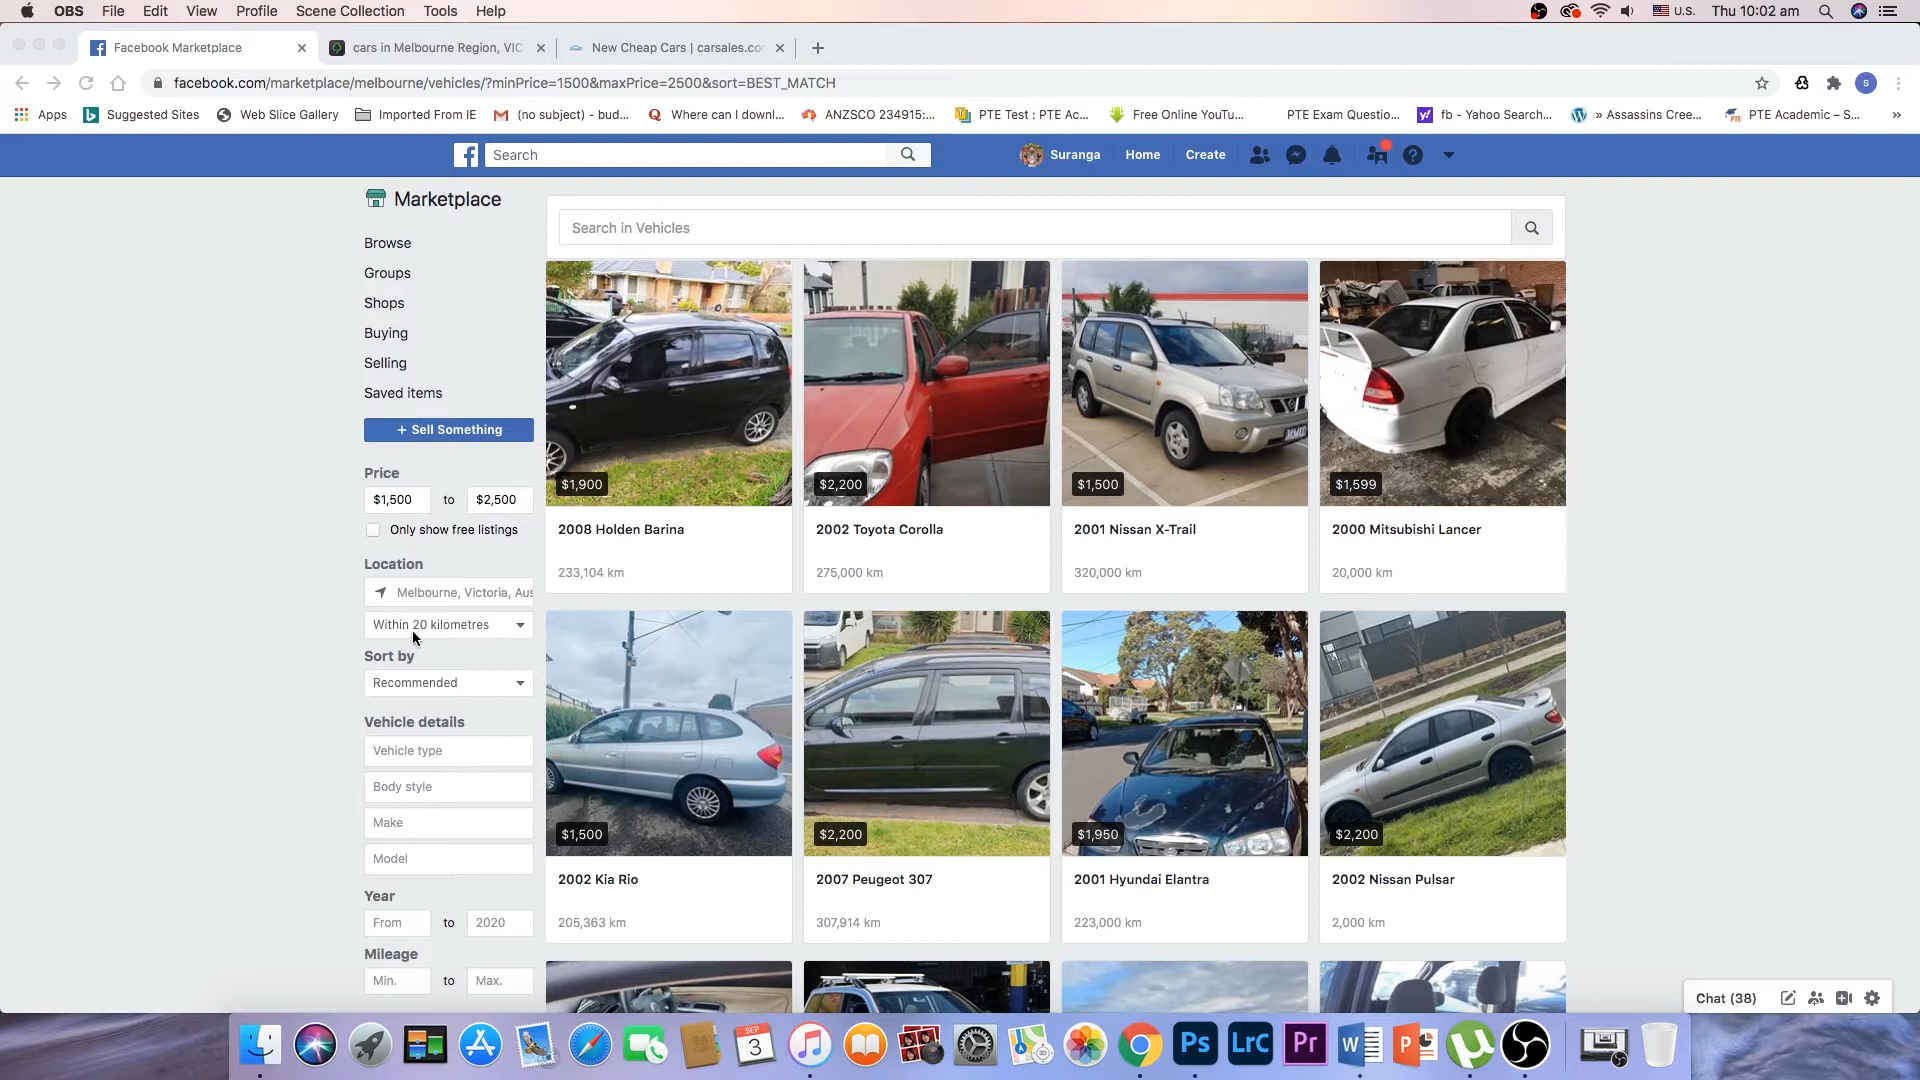 OBS File Edit View Profile Scene Collection Tools Help U.S. Thu 10:02 am
Facebook Marketplace cars in Melbourne Region, VIC New Cheap Cars | carsales.co
facebook.com/marketplace/melbourne/vehicles/?minPrice=1500&maxPrice=2500&sort=BEST_MATCH S
Apps Suggested Sites Web Slice Gallery Imported From IE (no subject) - bud... Where can I downl... ANZSCO 234915:... PTE Test : PTE Ac... Free Online YouTu... PTE Exam Questio... fb - Yahoo Search... » Assassins Cree... PTE Academic – S... »
Search Suranga Home Create
Marketplace
Search in Vehicles
Browse
Groups
Shops
Buying
Selling
Saved items
+ Sell Something
Price
$1,500 to $2,500
Only show free listings
Location
Melbourne, Victoria, Aus
Within 20 kilometres
Sort by
Recommended
Vehicle details
Vehicle type
Body style
Make
Model
Year
From to 2020
Mileage
Min. to Max.
$1,900 $2,200 $1,500 $1,599
2008 Holden Barina 2002 Toyota Corolla 2001 Nissan X-Trail 2000 Mitsubishi Lancer
233,104 km 275,000 km 320,000 km 20,000 km
$1,500 $2,200 $1,950 $2,200
2002 Kia Rio 2007 Peugeot 307 2001 Hyundai Elantra 2002 Nissan Pulsar
205,363 km 307,914 km 223,000 km 2,000 km
Chat (38)
SEP
3
Ps LrC Pr W P